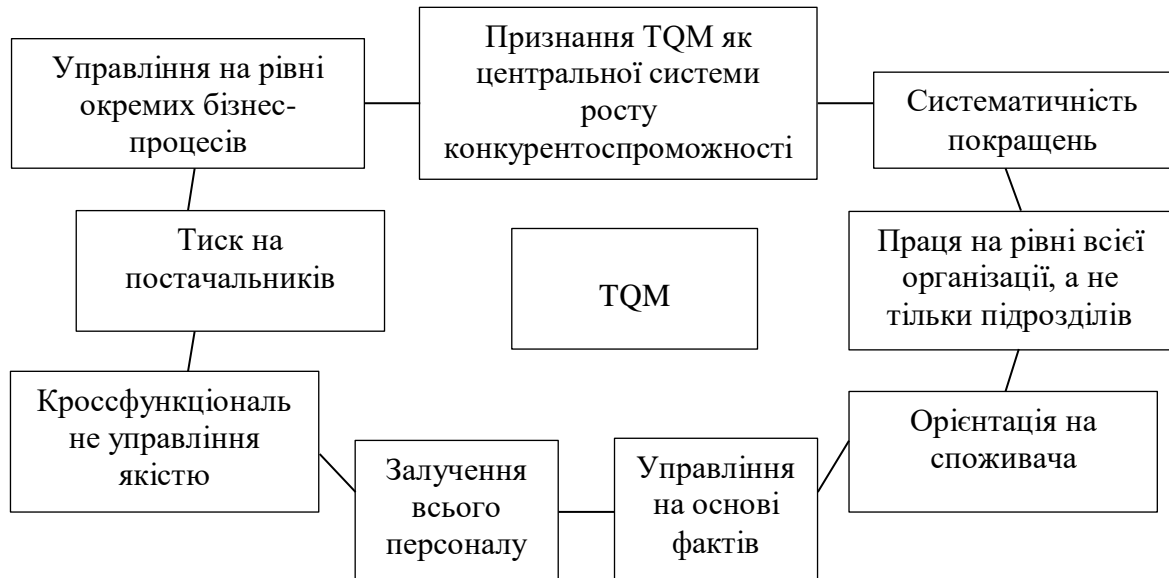 Управління на рівні
окремих бізнес-
процесів
Признання TQM як
центральної системи
росту
конкурентоспроможності
Систематичність
покращень
Тиск на
постачальників
TQM
Праця на рівні всієї
організації, а не
тільки підрозділів
Кроссфункціональ
не управління
якістю
Залучення
всього
персоналу
Управління
на основі
фактів
Орієнтація на
споживача